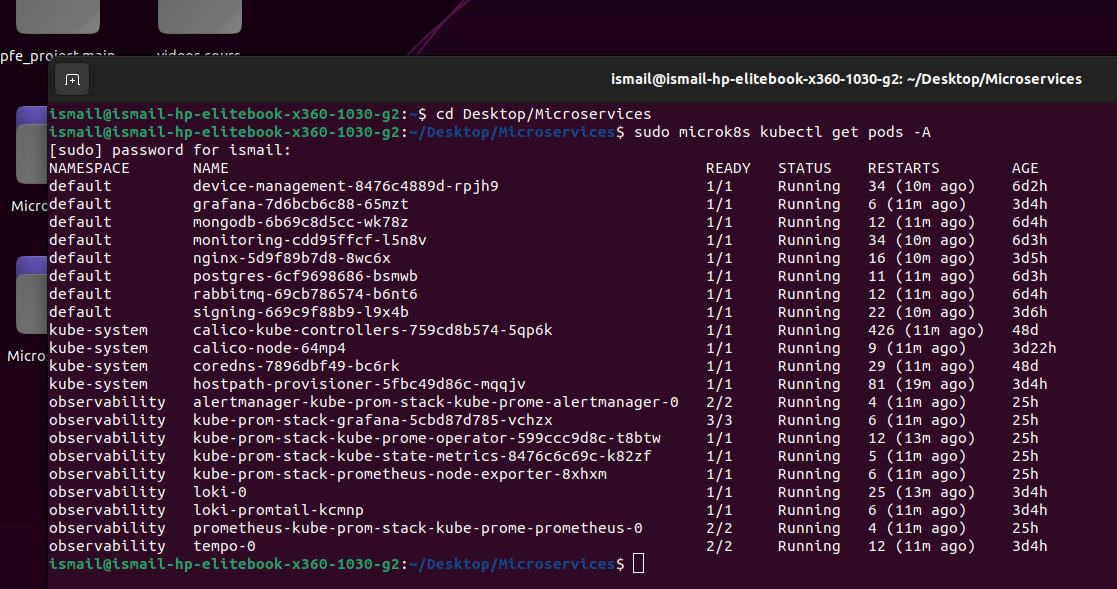 pfe_project main
videos cours
ismail@ismail-hp-elitebook-x360-1030-g2: ~/Desktop/Microservices
ismail@ismail-hp-elitebook-x360-1030-g2:~$ cd Desktop/Microservices
ismail@ismail-hp-elitebook-x360-1030-g2:~/Desktop/Microservices$ sudo microk8s kubectl get pods -A
[sudo] password for ismail:
NAMESPACE NAME READY STATUS RESTARTS AGE
default device-management-8476c4889d-rpjh9 1/1 Running 34 (10m ago) 6d2h
default grafana-7d6bcb6c88-65mzt 1/1 Running 6 (11m ago) 3d4h
default mongodb-6b69c8d5cc-wk78z 1/1 Running 12 (11m ago) 6d4h
default monitoring-cdd95ffcf-l5n8v 1/1 Running 34 (10m ago) 6d3h
default nginx-5d9f89b7d8-8wc6x 1/1 Running 16 (10m ago) 3d5h
default postgres-6cf9698686-bsmwb 1/1 Running 11 (11m ago) 6d3h
default rabbitmq-69cb786574-b6nt6 1/1 Running 12 (11m ago) 6d4h
default signing-669c9f88b9-l9x4b 1/1 Running 22 (10m ago) 3d6h
kube-system calico-kube-controllers-759cd8b574-5qp6k 1/1 Running 426 (11m ago) 48d
kube-system calico-node-64mp4 1/1 Running 9 (11m ago) 3d22h
kube-system coredns-7896dbf49-bc6rk 1/1 Running 29 (11m ago) 48d
kube-system hostpath-provisioner-5fbc49d86c-mqqjv 1/1 Running 81 (19m ago) 3d4h
observability alertmanager-kube-prom-stack-kube-prome-alertmanager-0 2/2 Running 4 (11m ago) 25h
observability kube-prom-stack-grafana-5cbd87d785-vchzx 3/3 Running 6 (11m ago) 25h
observability kube-prom-stack-kube-prome-operator-599ccc9d8c-t8btw 1/1 Running 12 (13m ago) 25h
observability kube-prom-stack-kube-state-metrics-8476c6c69c-k82zf 1/1 Running 5 (11m ago) 25h
observability kube-prom-stack-prometheus-node-exporter-8xhxm 1/1 Running 6 (11m ago) 25h
observability loki-0 1/1 Running 25 (13m ago) 3d4h
observability loki-promtail-kcmnp 1/1 Running 6 (11m ago) 3d4h
observability prometheus-kube-prom-stack-kube-prome-prometheus-0 2/2 Running 4 (11m ago) 25h
observability tempo-0 2/2 Running 12 (11m ago) 3d4h
ismail@ismail-hp-elitebook-x360-1030-g2:~/Desktop/Microservices$
Micro
Micro